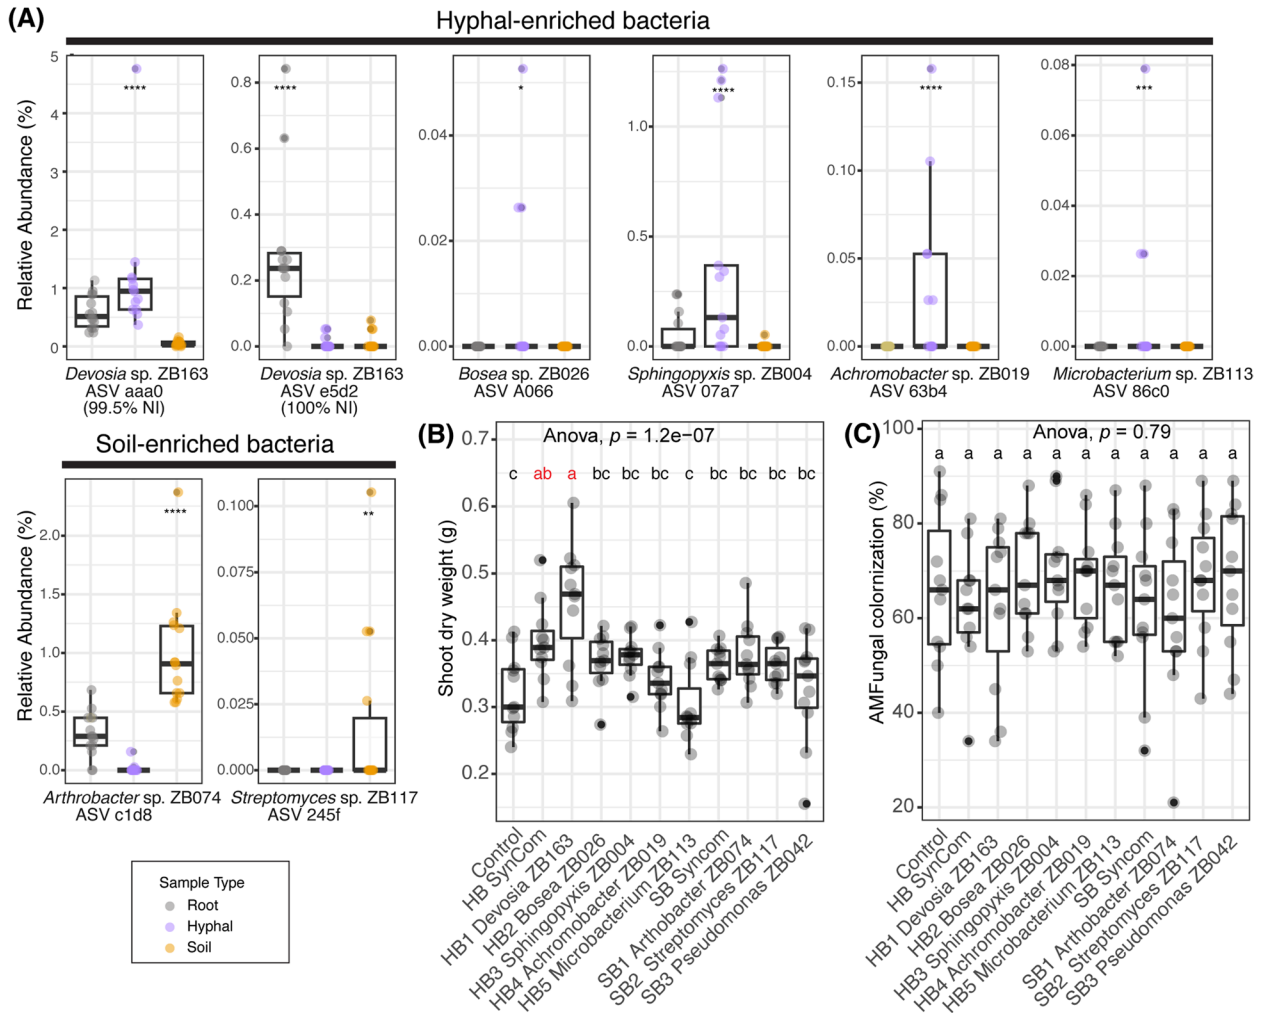 (A)
Hyphal-enriched bacteria
Relative Abundance (%)
5
4
3
2
1
0
****
Devosia sp. ZB163
ASV aaa0
(99.5% NI)
0.8
0.6
0.4
0.2
0.0
****
Devosia sp. ZB163
ASV e5d2
(100% NI)
0.04
0.02
0.00
*
Bosea sp. ZB026
ASV A066
1.0
0.5
0.0
****
Sphingopyxis sp. ZB004
ASV 07a7
0.15
0.10
0.05
0.00
****
Achromobacter sp. ZB019
ASV 63b4
0.08
0.06
0.04
0.02
0.00
***
Microbacterium sp. ZB113
ASV 86c0
Soil-enriched bacteria
Relative Abundance (%)
2.0
1.5
1.0
0.5
0.0
****
Arthrobacter sp. ZB074
ASV c1d8
0.100
0.075
0.050
0.025
0.000
**
Streptomyces sp. ZB117
ASV 245f
Sample Type
Root
Hyphal
Soil
(B)
Anova, p = 1.2e−07
c ab a bc bc bc c bc bc bc bc
Shoot dry weight (g)
0.7
0.6
0.5
0.4
0.3
0.2
Control
HB SynCom
HB1 Devosia ZB163
HB2 Bosea ZB026
HB3 Sphingopyxis ZB004
HB4 Achromobacter ZB019
HB5 Microbacterium ZB113
SB Syncom
SB1 Arthobacter ZB074
SB2 Streptomyces ZB117
SB3 Pseudomonas ZB042
(C)
Anova, p = 0.79
a a a a a a a a a a a
AMFungal colornization (%)
100
80
60
40
20
Control
HB SynCom
HB1 Devosia ZB163
HB2 Bosea ZB026
HB3 Sphingopyxis ZB004
HB4 Achromobacter ZB019
HB5 Microbacterium ZB113
SB Syncom
SB1 Arthobacter ZB074
SB2 Streptomyces ZB117
SB3 Pseudomonas ZB042